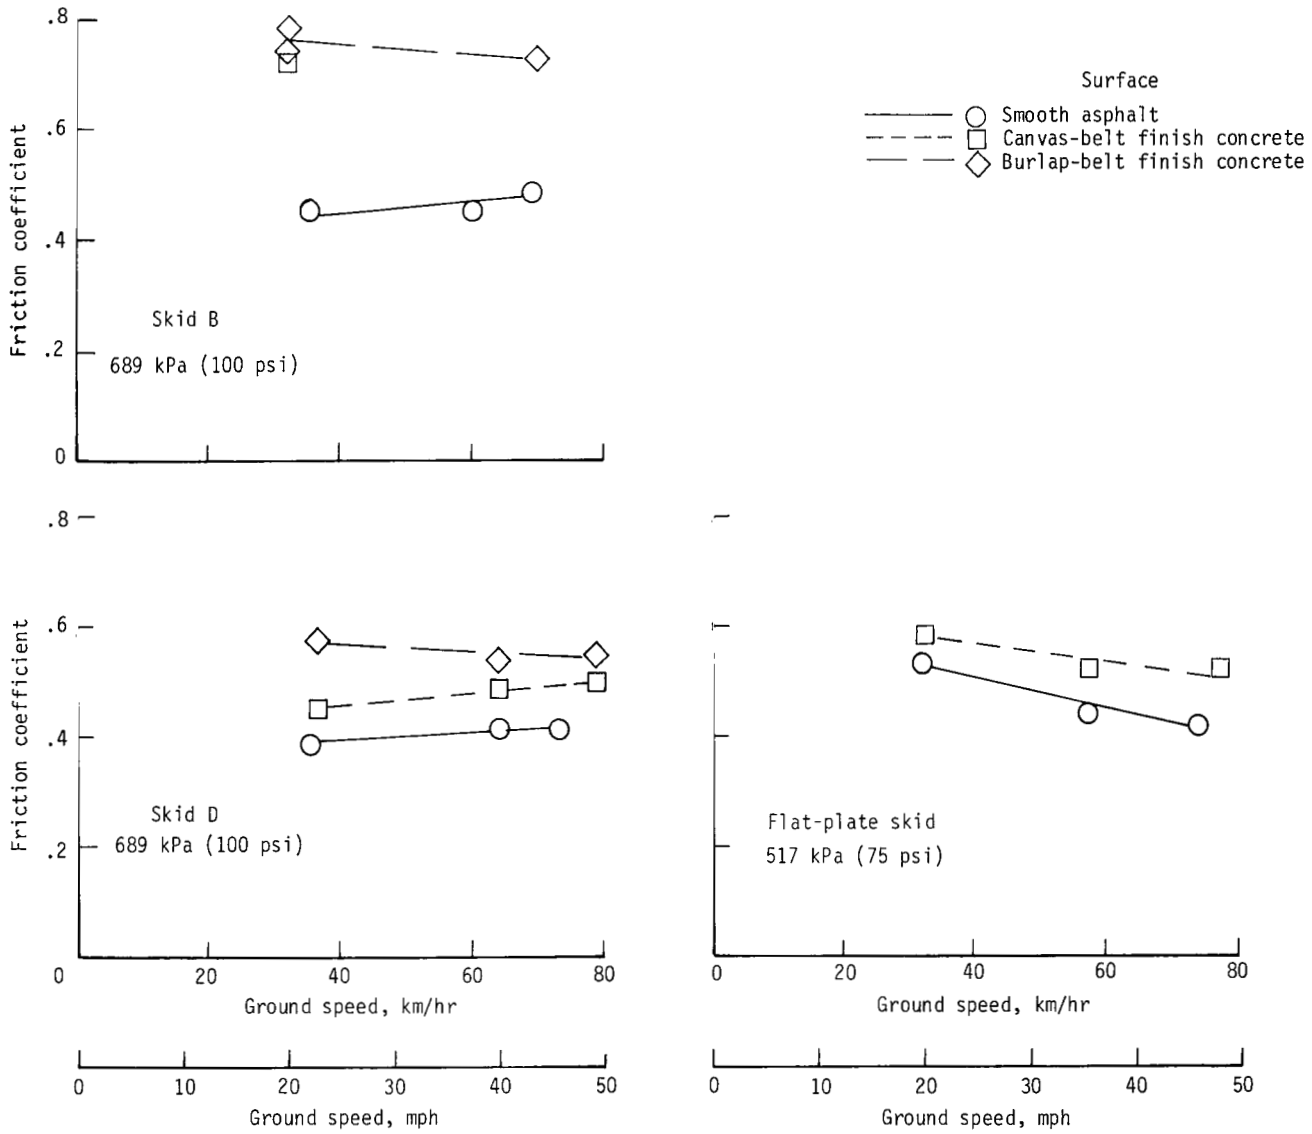 .8
.6
.4
.2
0
Friction coefficient
Skid B
689 kPa (100 psi)
Surface
Smooth asphalt
Canvas-belt finish concrete
Burlap-belt finish concrete
.8
.6
.4
.2
0
20
40
60
80
Friction coefficient
Skid D
689 kPa (100 psi)
Ground speed, km/hr
0
10
20
30
40
50
Ground speed, mph
Flat-plate skid
517 kPa (75 psi)
0
20
40
60
80
Ground speed, km/hr
0
10
20
30
40
50
Ground speed, mph